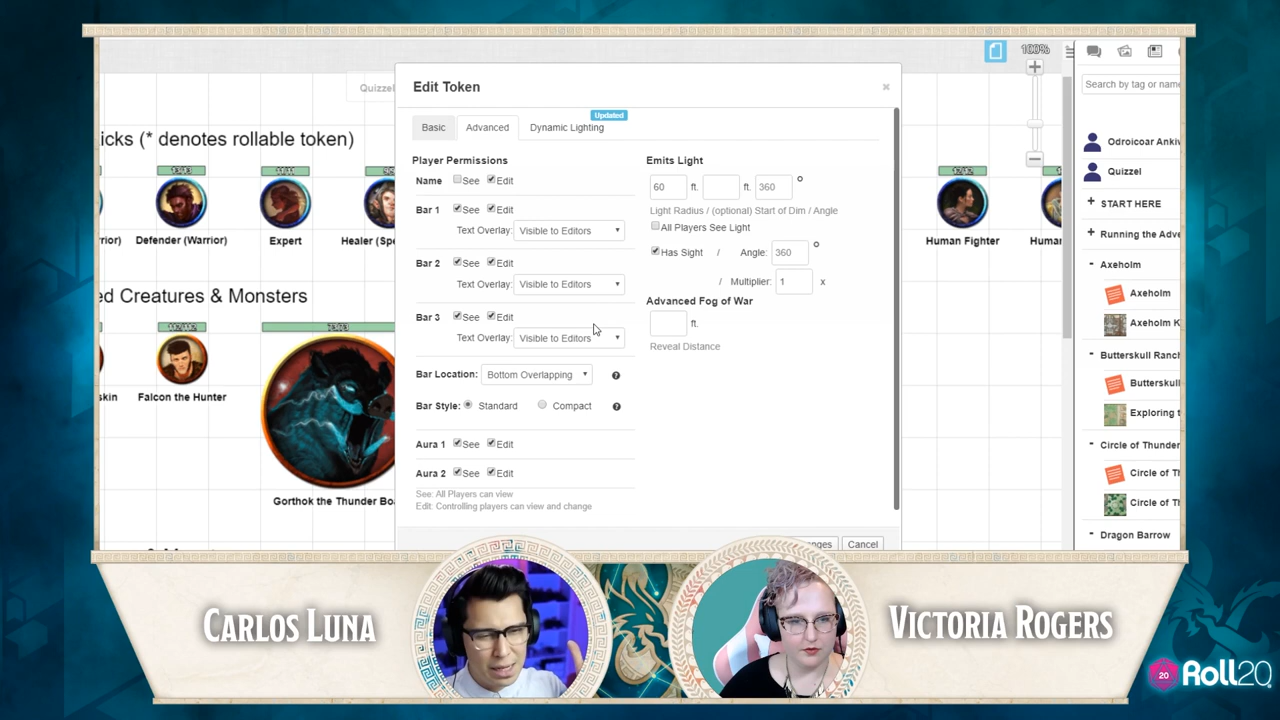 100%
Edit Token
×
Search by tag or name
Quizzel
Updated
Basic
Advanced
Dynamic Lighting
icks (* denotes rollable token)
rior)
Defender (Warrior)
Expert
Healer (Spe
Human Fighter
Human
ed Creatures & Monsters
skin
Falcon the Hunter
Gorthok the Thunder Bo
Player Permissions
Name See Edit
Bar 1 See Edit
Text Overlay: Visible to Editors
Bar 2 See Edit
Text Overlay: Visible to Editors
Bar 3 See Edit
Text Overlay: Visible to Editors
Bar Location: Bottom Overlapping
Bar Style: Standard Compact
Aura 1 See Edit
Aura 2 See Edit
See: All Players can view
Edit: Controlling players can view and change
Emits Light
60 ft. ft. 360 °
Light Radius / (optional) Start of Dim / Angle
All Players See Light
Has Sight / Angle: 360 °
/ Multiplier: 1 x
Advanced Fog of War
ft.
Reveal Distance
nges
Cancel
Odroicoar Anki
Quizzel
+ START HERE
+ Running the Adve
- Axeholm
Axeholm
Axeholm K
- Butterskull Ranch
Butterskull
Exploring t
- Circle of Thunder
Circle of Th
Circle of Th
- Dragon Barrow
CARLOS LUNA
VICTORIA ROGERS
20
Roll20